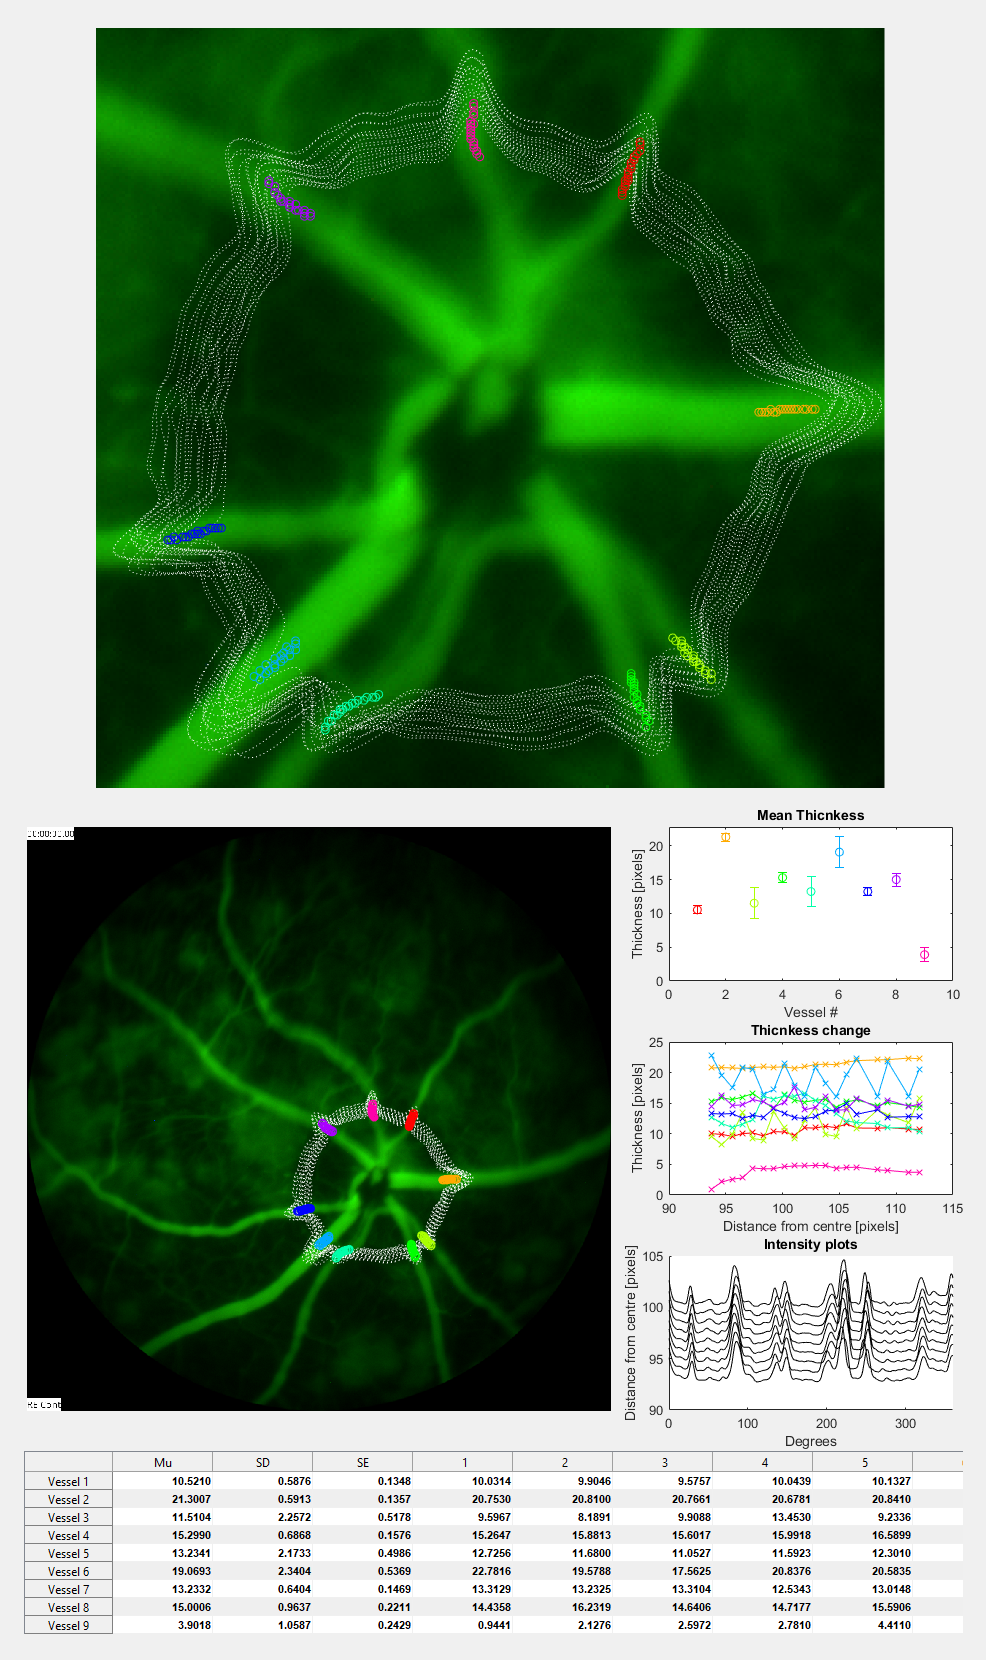 00:00:00.00
Mean Thicnkess
Thickness [pixels]
20
15
10
5
0
0 2 4 6 8 10
Vessel #
Thicnkess change
Thickness [pixels]
25
20
15
10
5
0
90 95 100 105 110 115
Distance from centre [pixels]
Intensity plots
Distance from centre [pixels]
105
100
95
90
0 100 200 300
Degrees
RE Cont
Mu SD SE 1 2 3 4 5
Vessel 1 10.5210 0.5876 0.1348 10.0314 9.9046 9.5757 10.0439 10.1327
Vessel 2 21.3007 0.5913 0.1357 20.7530 20.8100 20.7661 20.6781 20.8410
Vessel 3 11.5104 2.2572 0.5178 9.5967 8.1891 9.9088 13.4530 9.2336
Vessel 4 15.2990 0.6868 0.1576 15.2647 15.8813 15.6017 15.9918 16.5899
Vessel 5 13.2341 2.1733 0.4986 12.7256 11.6800 11.0527 11.5923 12.3010
Vessel 6 19.0693 2.3404 0.5369 22.7816 19.5788 17.5625 20.8376 20.5835
Vessel 7 13.2332 0.6404 0.1469 13.3129 13.2325 13.3104 12.5343 13.0148
Vessel 8 15.0006 0.9637 0.2211 14.4358 16.2319 14.6406 14.7177 15.5906
Vessel 9 3.9018 1.0587 0.2429 0.9441 2.1276 2.5972 2.7810 4.4110